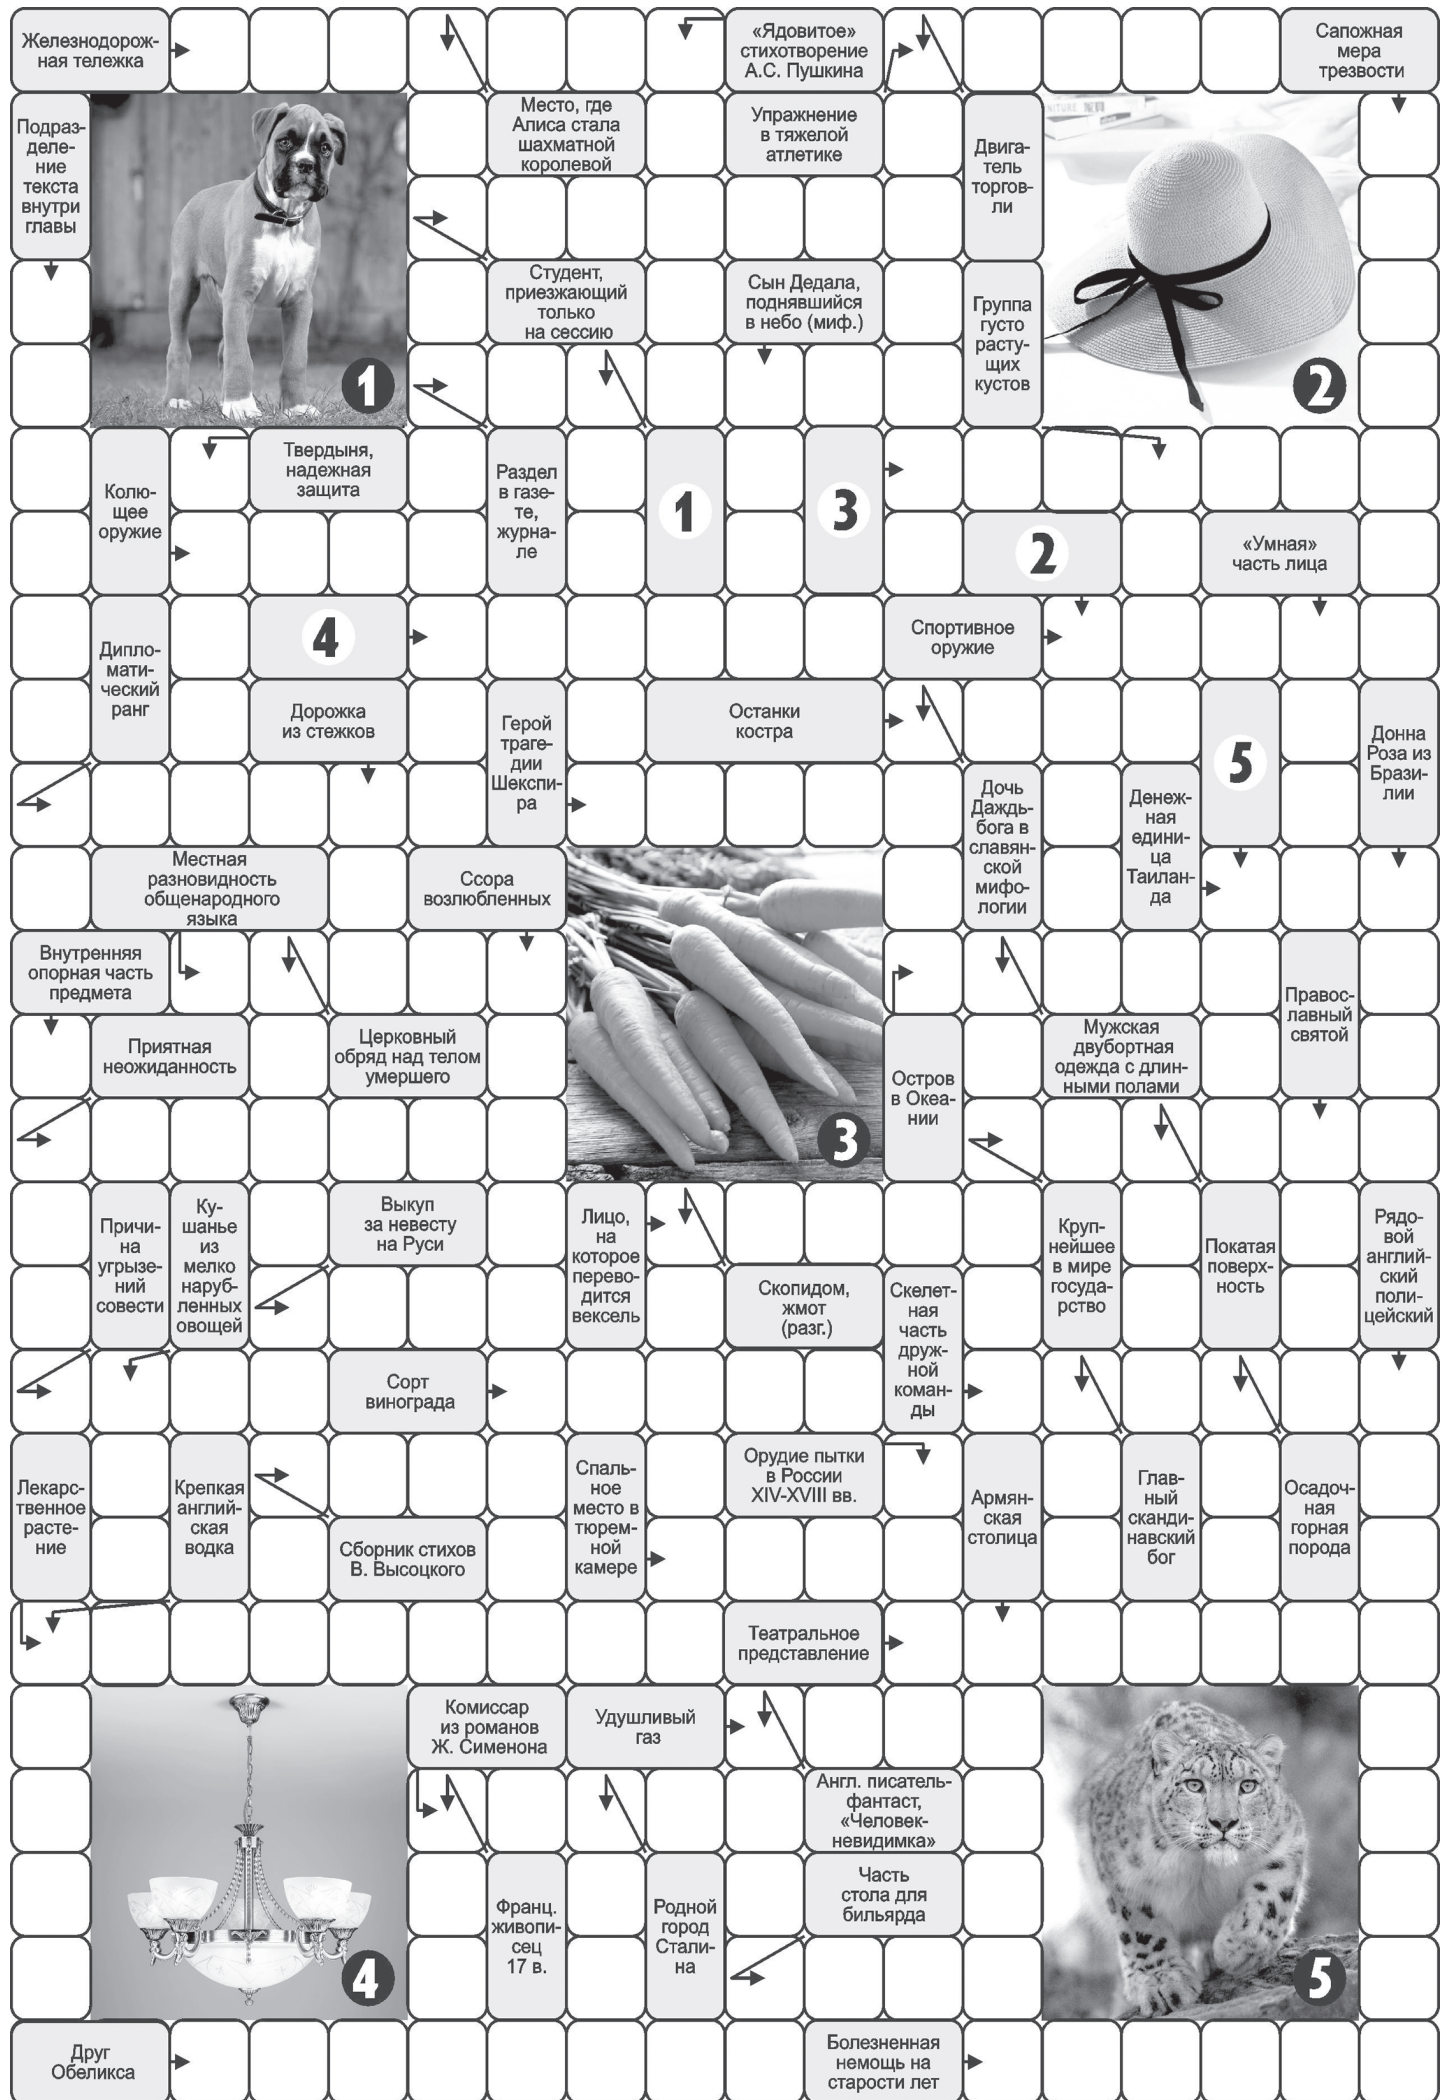 Железнодорож-
ная тележка
«Ядовитое»
стихотворение
А.С. Пушкина
Сапожная
мера
трезвости
Подраз-
деле-
ние
текста
внутри
главы
Место, где
Алиса стала
шахматной
королевой
Упражнение
в тяжелой
атлетике
Двига-
тель
торгов-
ли
NITURE
Студент,
приезжающий
только
на сессию
Сын Дедала,
поднявшийся
в небо (миф.)
Группа
густо
расту-
щих
кустов
1
2
Колю-
щее
оружие
Твердыня,
надежная
защита
Раздел
в газе-
те,
журна-
ле
1
3
2
«Умная»
часть лица
Дипло-
мати-
ческий
ранг
4
Спортивное
оружие
Дорожка
из стежков
Герой
траге-
дии
Шекспи-
ра
Останки
костра
5
Донна
Роза из
Брази-
лии
Дочь
Даждь-
бога в
славян-
ской
мифо-
логии
Денеж-
ная
едини-
ца
Таилан-
да
Местная
разновидность
общенародного
языка
Ссора
возлюбленных
Внутренняя
опорная часть
предмета
Право-
славный
святой
Приятная
неожиданность
Церковный
обряд над телом
умершего
Остров
в Океа-
нии
Мужская
двубортная
одежда с длин-
ными полами
3
Причи-
на
угрызе-
ний
совести
Ку-
шанье
из
мелко
наруб-
ленных
овощей
Выкуп
за невесту
на Руси
Лицо,
на
которое
перево-
дится
вексель
Круп-
нейшее
в мире
госуда-
рство
Покатая
поверх-
ность
Рядо-
вой
англий-
ский
поли-
цейский
Скопидом,
жмот
(разг.)
Скелет-
ная
часть
друж-
ной
коман-
ды
Сорт
винограда
Лекарс-
твенное
расте-
ние
Крепкая
англий-
ская
водка
Спаль-
ное
место в
тюрем-
ной
камере
Орудие пытки
в России
XIV-XVIII вв.
Армян-
ская
столица
Глав-
ный
сканди-
навский
бог
Осадоч-
ная
горная
порода
Сборник стихов
В. Высоцкого
Театральное
представление
Комиссар
из романов
Ж. Сименона
Удушливый
газ
Англ. писатель-
фантаст,
«Человек-
невидимка»
Франц.
живопи-
сец
17 в.
Родной
город
Стали-
на
Часть
стола для
бильярда
4
5
Друг
Обеликса
Болезненная
немощь на
старости лет